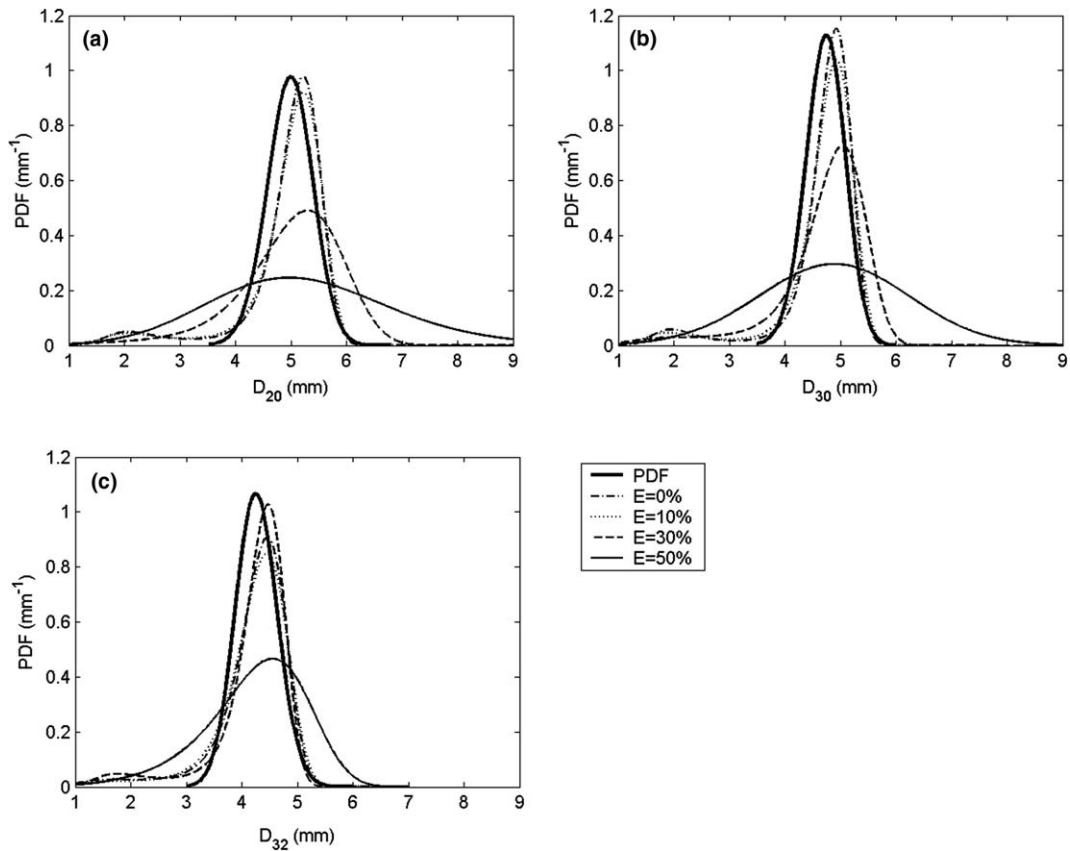 (a)
PDF (mm⁻¹)
1.2
1
0.8
0.6
0.4
0.2
0
1 2 3 4 5 6 7 8 9
D₂₀ (mm)
(b)
PDF (mm⁻¹)
1.2
1
0.8
0.6
0.4
0.2
0
1 2 3 4 5 6 7 8 9
D₃₀ (mm)
(c)
PDF (mm⁻¹)
1.2
1
0.8
0.6
0.4
0.2
0
1 2 3 4 5 6 7 8 9
D₃₂ (mm)
PDF
E=0%
E=10%
E=30%
E=50%